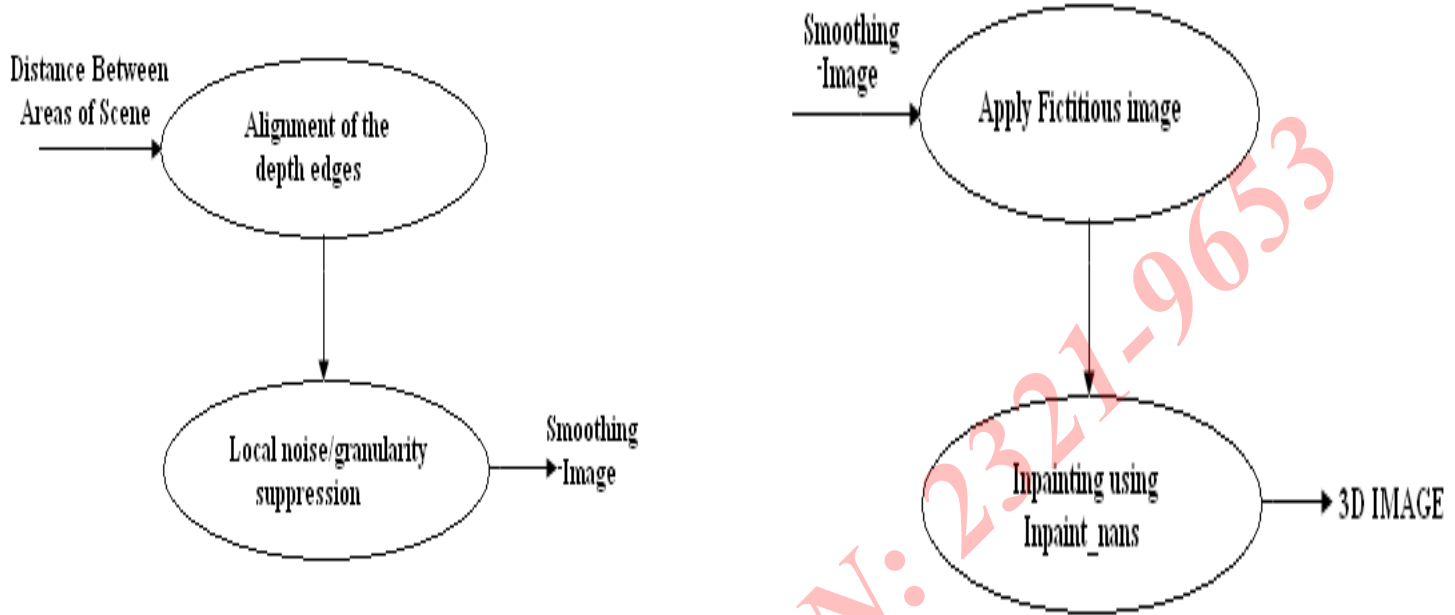 Distance Between
Areas of Scene
Alignment of the
depth edges
Local noise/granularity
suppression
Smoothing
-Image
Smoothing
-Image
Apply Fictitious image
Inpainting using
Inpaint_nans
3D IMAGE
N: 2321-9653